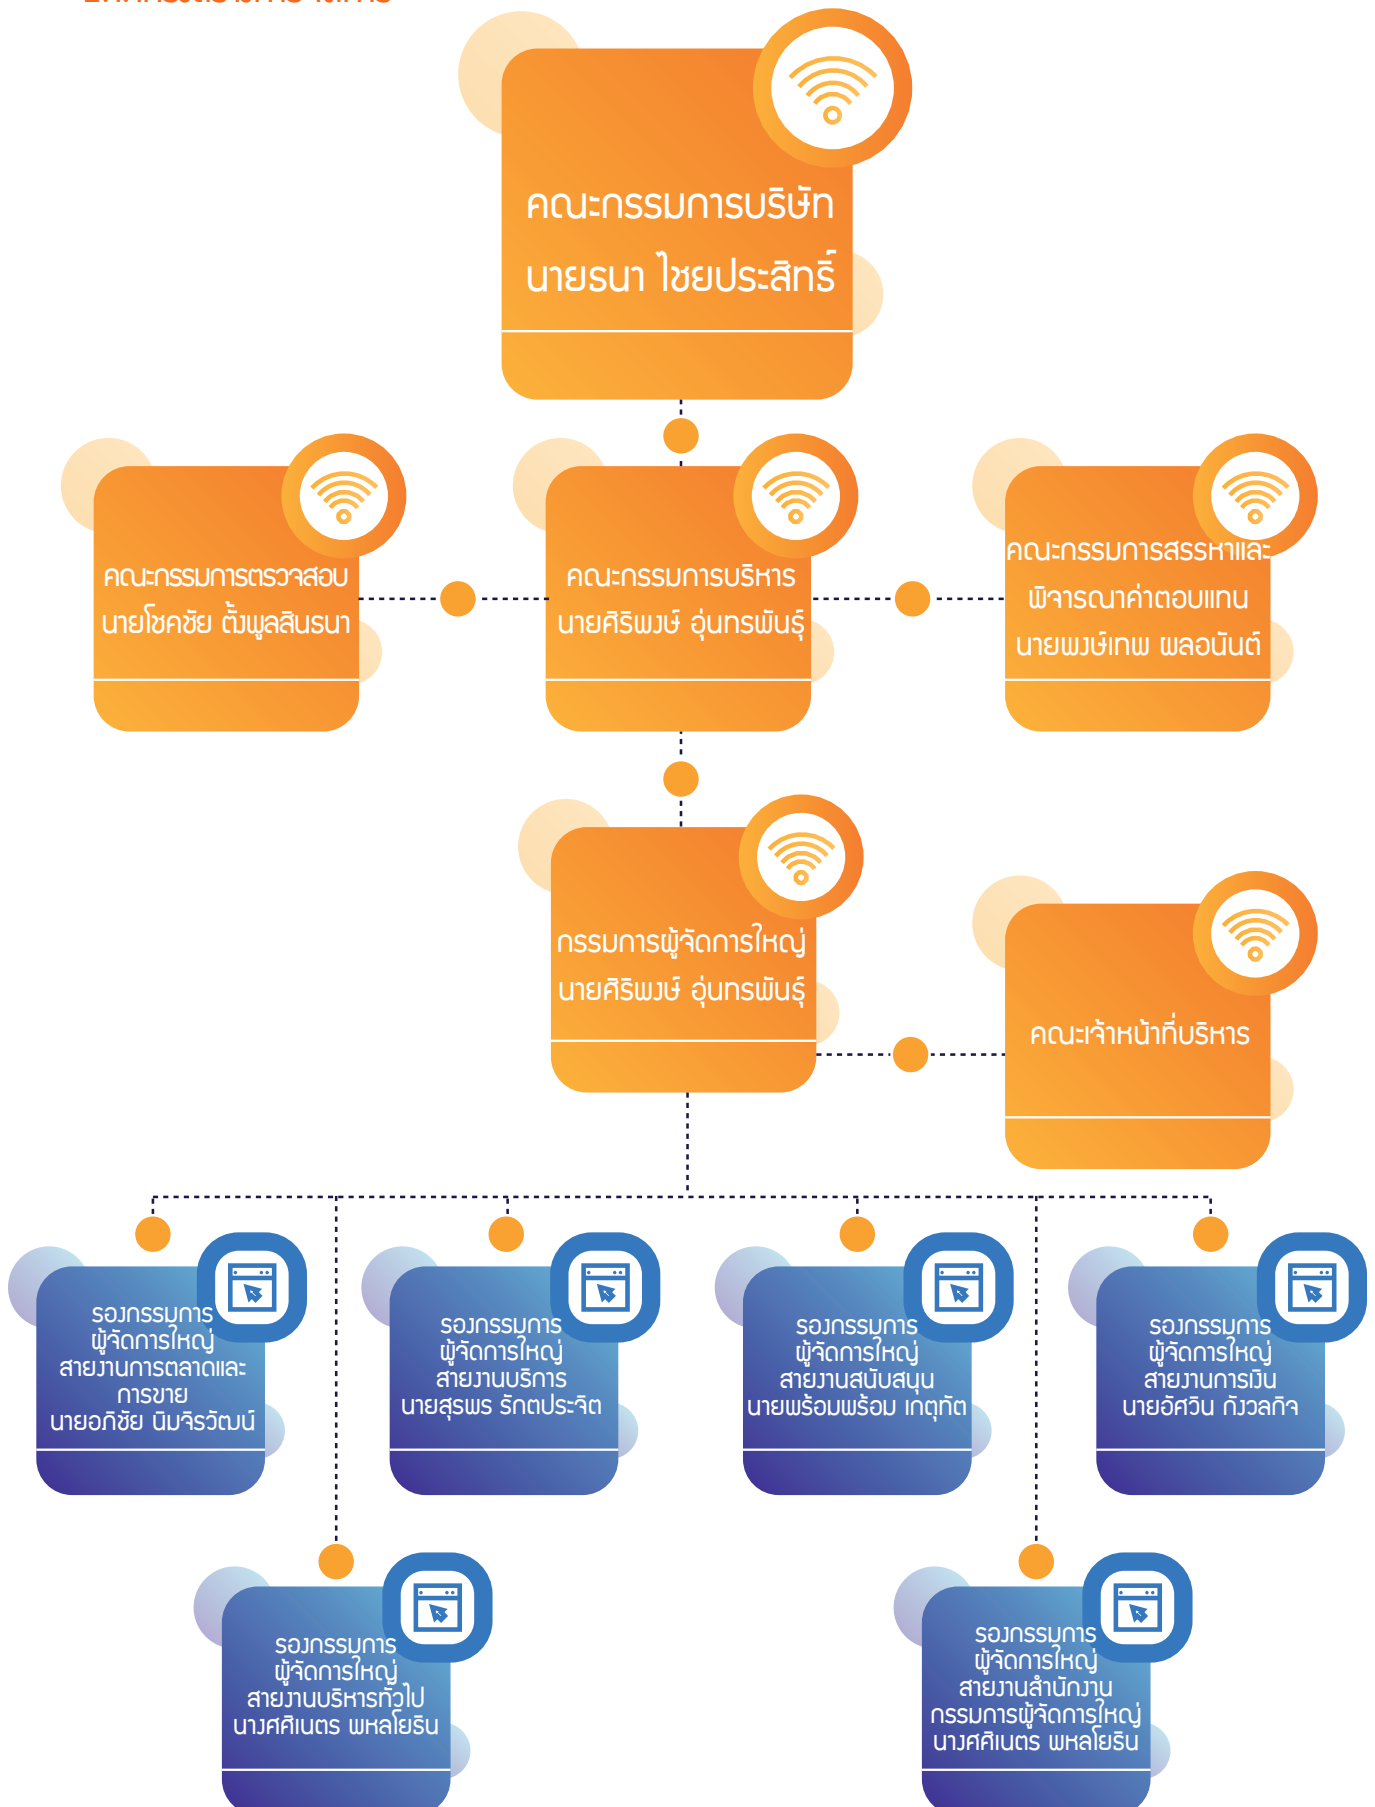 คณะกรรมการบริษัท
นายธนา ไชยประสิทธิ์
คณะกรรมการตรวจสอบ
นายโชคชัย ตั้งพูลสินธนา
คณะกรรมการบริหาร
นายศิริพงษ์ อุ่นทรพันธุ์
คณะกรรมการสรรหาและ
พิจารณาค่าตอบแทน
นายพงษ์เทพ ผลอนันต์
กรรมการผู้จัดการใหญ่
นายศิริพงษ์ อุ่นทรพันธุ์
คณะเจ้าหน้าที่บริหาร
รองกรรมการ
ผู้จัดการใหญ่
สายงานการตลาดและ
การขาย
นายอภิชัย นิมจิรวัฒน์
รองกรรมการ
ผู้จัดการใหญ่
สายงานบริการ
นายสุรพร รักตประจิต
รองกรรมการ
ผู้จัดการใหญ่
สายงานสนับสนุน
นายพร้อมพร้อม เกตุทัต
รองกรรมการ
ผู้จัดการใหญ่
สายงานการเงิน
นายอัศวิน กังวลกิจ
รองกรรมการ
ผู้จัดการใหญ่
สายงานบริหารทั่วไป
นางศศิเนตร พหลโยธิน
รองกรรมการ
ผู้จัดการใหญ่
สายงานสำนักงาน
กรรมการผู้จัดการใหญ่
นางศศิเนตร พหลโยธิน